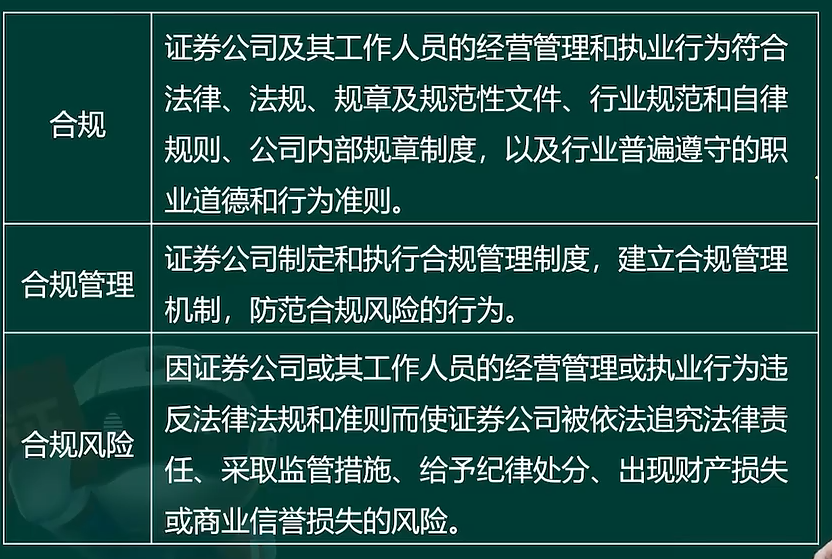 合规
证券公司及其工作人员的经营管理和执业行为符合
法律、法规、规章及规范性文件、行业规范和自律
规则、公司内部规章制度，以及行业普遍遵守的职
业道德和行为准则。
合规管理
证券公司制定和执行合规管理制度，建立合规管理
机制，防范合规风险的行为。
合规风险
因证券公司或其工作人员的经营管理或执业行为违
反法律法规和准则而使证券公司被依法追究法律责
任、采取监管措施、给予纪律处分、出现财产损失
或商业信誉损失的风险。